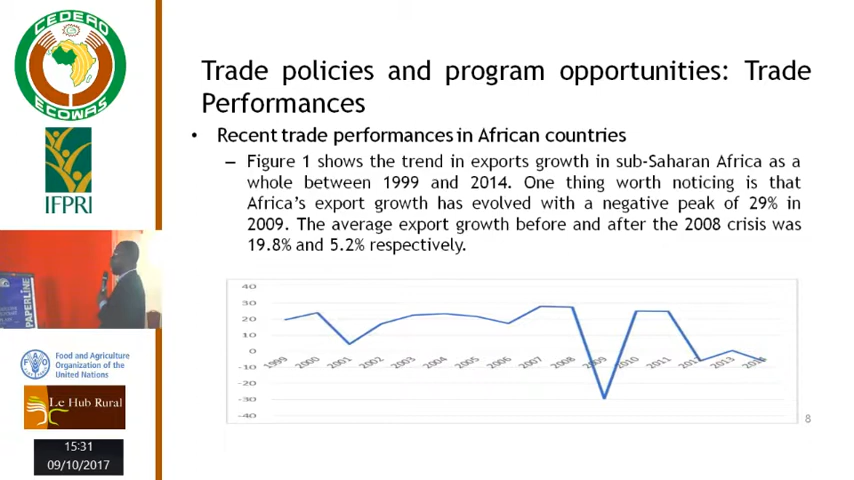 CEDEAO
ECOWAS
IFPRI
PAPERLINE
Food and Agriculture
Organization of the
United Nations
Le Hub Rural
15:31
09/10/2017
Trade policies and program opportunities: Trade
Performances
• Recent trade performances in African countries
– Figure 1 shows the trend in exports growth in sub-Saharan Africa as a
whole between 1999 and 2014. One thing worth noticing is that
Africa's export growth has evolved with a negative peak of 29% in
2009. The average export growth before and after the 2008 crisis was
19.8% and 5.2% respectively.
40
30
20
10
0
-10
-20
-30
-40
1999 2000 2001 2002 2003 2004 2005 2006 2007 2008 2009 2010 2011 2012 2013
8